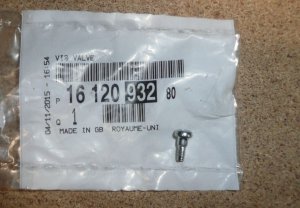 VIS VALVE
04/11/2015 - 16:54
P 16 120 932 80
Q 1
MADE IN GB ROYAUME-UNI